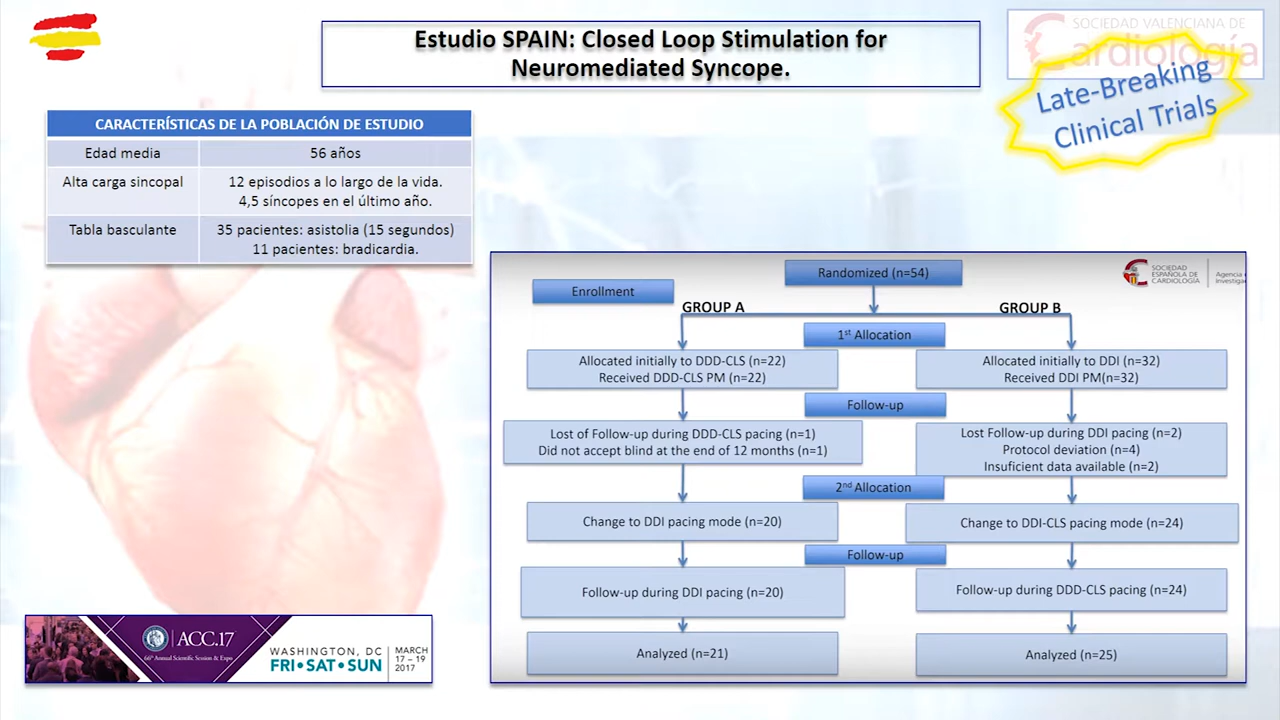 Estudio SPAIN: Closed Loop Stimulation for
Neuromediated Syncope.
SOCIEDAD VALENCIANA DE
Cardiología
Late-Breaking
Clinical Trials
CARACTERÍSTICAS DE LA POBLACIÓN DE ESTUDIO
Edad media
56 años
Alta carga sincopal
12 episodios a lo largo de la vida.
4,5 síncopes en el último año.
Tabla basculante
35 pacientes: asistolia (15 segundos)
11 pacientes: bradicardia.
Randomized (n=54)
SOCIEDAD
ESPAÑOLA DE
CARDIOLOGÍA
Enrollment
GROUP A
GROUP B
1st Allocation
Allocated initially to DDD-CLS (n=22)
Received DDD-CLS PM (n=22)
Allocated initially to DDI (n=32)
Received DDI PM(n=32)
Follow-up
Lost of Follow-up during DDD-CLS pacing (n=1)
Did not accept blind at the end of 12 months (n=1)
Lost Follow-up during DDI pacing (n=2)
Protocol deviation (n=4)
Insufficient data available (n=2)
2nd Allocation
Change to DDI pacing mode (n=20)
Change to DDI-CLS pacing mode (n=24)
Follow-up
Follow-up during DDI pacing (n=20)
Follow-up during DDD-CLS pacing (n=24)
Analyzed (n=21)
Analyzed (n=25)
ACC.17
66th Annual Scientific Session & Expo
WASHINGTON, DC
FRI•SAT•SUN
MARCH
17 – 19
2017